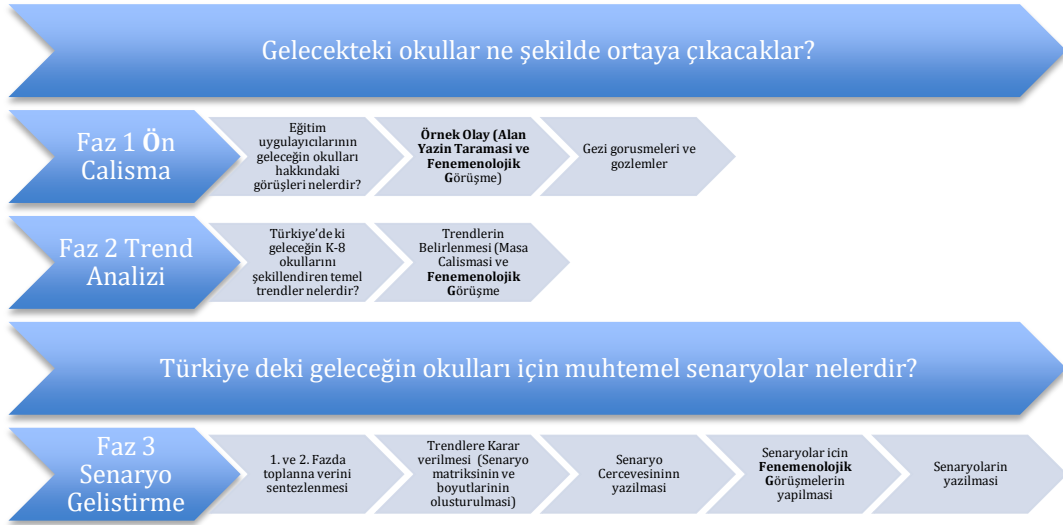 Gelecekteki okullar ne şekilde ortaya çıkacaklar?
Faz 1 Ön
Calisma
Eğitim
uygulayıcılarının
geleceğin okulları
hakkındaki
görüşleri nelerdir?
Örnek Olay (Alan
Yazin Taramasi ve
Fenemenolojik
Görüşme)
Gezi gorusmeleri ve
gozlemler
Faz 2 Trend
Analizi
Türkiye'de ki
geleceğin K-8
okullarını
şekillendiren temel
trendler nelerdir?
Trendlerin
Belirlenmesi (Masa
Calismasi ve
Fenemenolojik
Görüşme
Türkiye deki geleceğin okulları için muhtemel senaryolar nelerdir?
Faz 3
Senaryo
Gelistirme
1. ve 2. Fazda
toplanna verini
sentezlenmesi
Trendlere Karar
verilmesi (Senaryo
matriksinin ve
boyutlarinin
olusturulmasi)
Senaryo
Cercevesininn
yazilmasi
Senaryolar icin
Fenemenolojik
Görüşmelerin
yapilmasi
Senaryolarin
yazilmasi